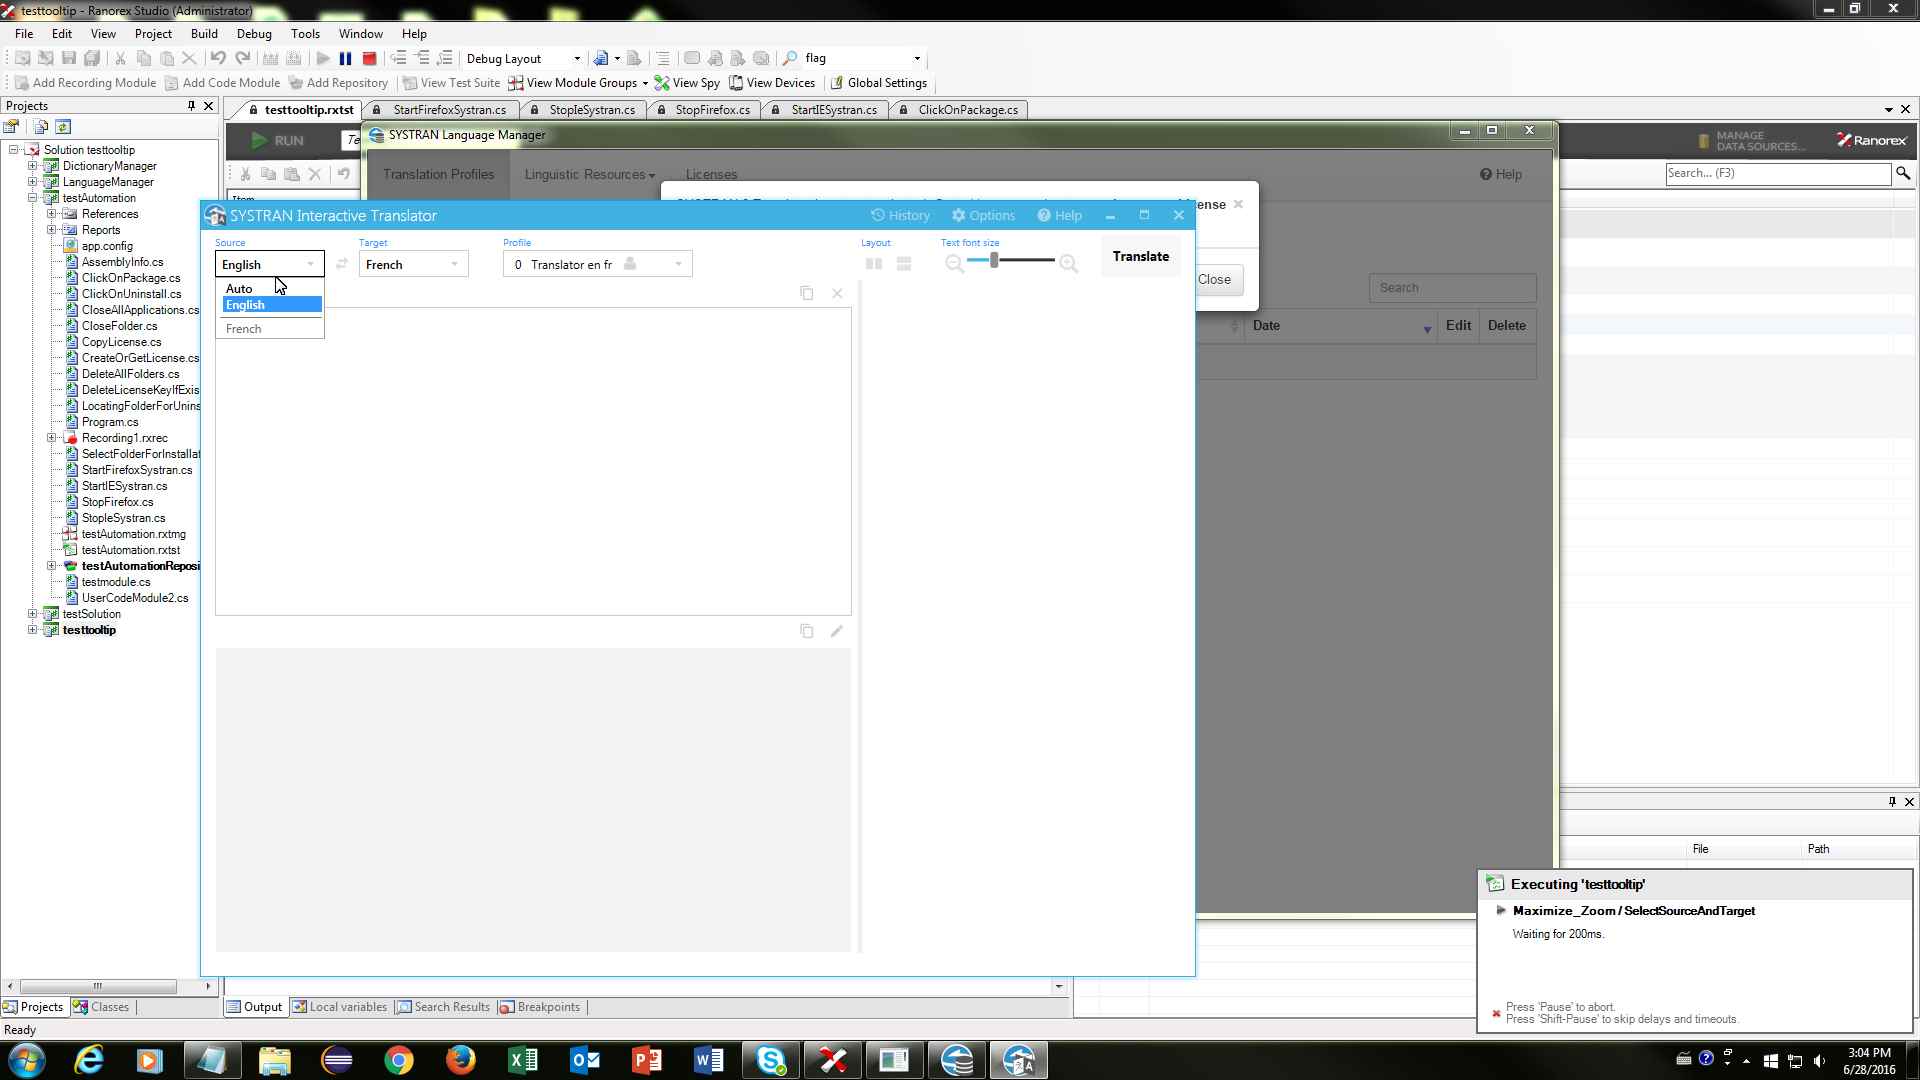 testtooltip - Ranorex Studio (Administrator)
File Edit View Project Build Debug Tools Window Help
Debug Layout flag
Add Recording Module Add Code Module Add Repository View Test Suite View Module Groups View Spy View Devices Global Settings
Projects
testtooltip.rxtst StartFirefoxSystran.cs StopIeSystran.cs StopFirefox.cs StartIESystran.cs ClickOnPackage.cs
RUN Te
MANAGE
DATA SOURCES...
Ranorex
Search... (F3)
Item
Solution testtooltip
DictionaryManager
LanguageManager
testAutomation
References
Reports
app.config
AssemblyInfo.cs
ClickOnPackage.cs
ClickOnUninstall.cs
CloseAllApplications.cs
CloseFolder.cs
CopyLicense.cs
CreateOrGetLicense.cs
DeleteAllFolders.cs
DeleteLicenseKeyIfExis
LocatingFolderForUnins
Program.cs
Recording1.rxrec
SelectFolderForInstallat
StartFirefoxSystran.cs
StartIESystran.cs
StopFirefox.cs
StopIeSystran.cs
testAutomation.rxtmg
testAutomation.rxtst
testAutomationReposi
testmodule.cs
UserCodeModule2.cs
testSolution
testtooltip
Projects Classes
SYSTRAN Language Manager
Translation Profiles Linguistic Resources Licenses Help
ense
Close
Search
Date Edit Delete
SYSTRAN Interactive Translator
History Options Help
Source Target Profile Layout Text font size
English French 0 Translator en fr Translate
Auto
English
French
File Path
Executing 'testtooltip'
Maximize_Zoom / SelectSourceAndTarget
Waiting for 200ms.
Press 'Pause' to abort.
Press 'Shift-Pause' to skip delays and timeouts.
Output Local variables Search Results Breakpoints
Ready
3:04 PM
6/28/2016